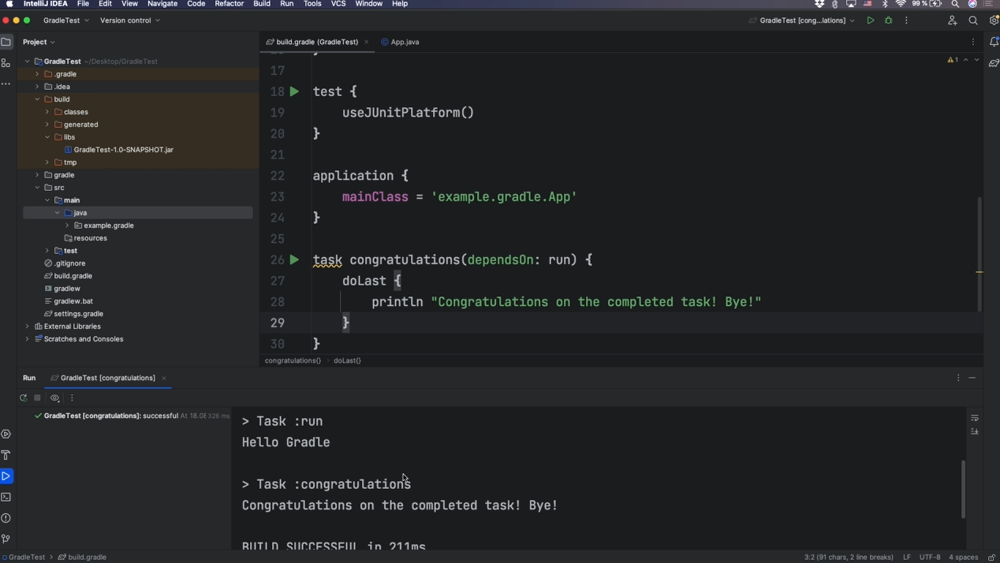 IntelliJ IDEA File Edit View Navigate Code Refactor Build Run Tools VCS Window Help 99 %
GradleTest Version control GradleTest [cong...lations]
Project
build.gradle (GradleTest) App.java
GradleTest ~/Desktop/GradleTest
.gradle
.idea
build
classes
generated
libs
GradleTest-1.0-SNAPSHOT.jar
tmp
gradle
src
main
java
example.gradle
resources
test
.gitignore
build.gradle
gradlew
gradlew.bat
settings.gradle
External Libraries
Scratches and Consoles
1
17
18 test {
19 useJUnitPlatform()
20 }
21
22 application {
23 mainClass = 'example.gradle.App'
24 }
25
26 task congratulations(dependsOn: run) {
27 doLast {
28 println "Congratulations on the completed task! Bye!"
29 }
30 }
congratulations{} › doLast{}
Run GradleTest [congratulations]
GradleTest [congratulations]: successful At 18.0 326 ms
> Task :run
Hello Gradle
> Task :congratulations
Congratulations on the completed task! Bye!
BUILD SUCCESSFUL in 211ms
GradleTest > build.gradle 3:2 (91 chars, 2 line breaks) LF UTF-8 4 spaces